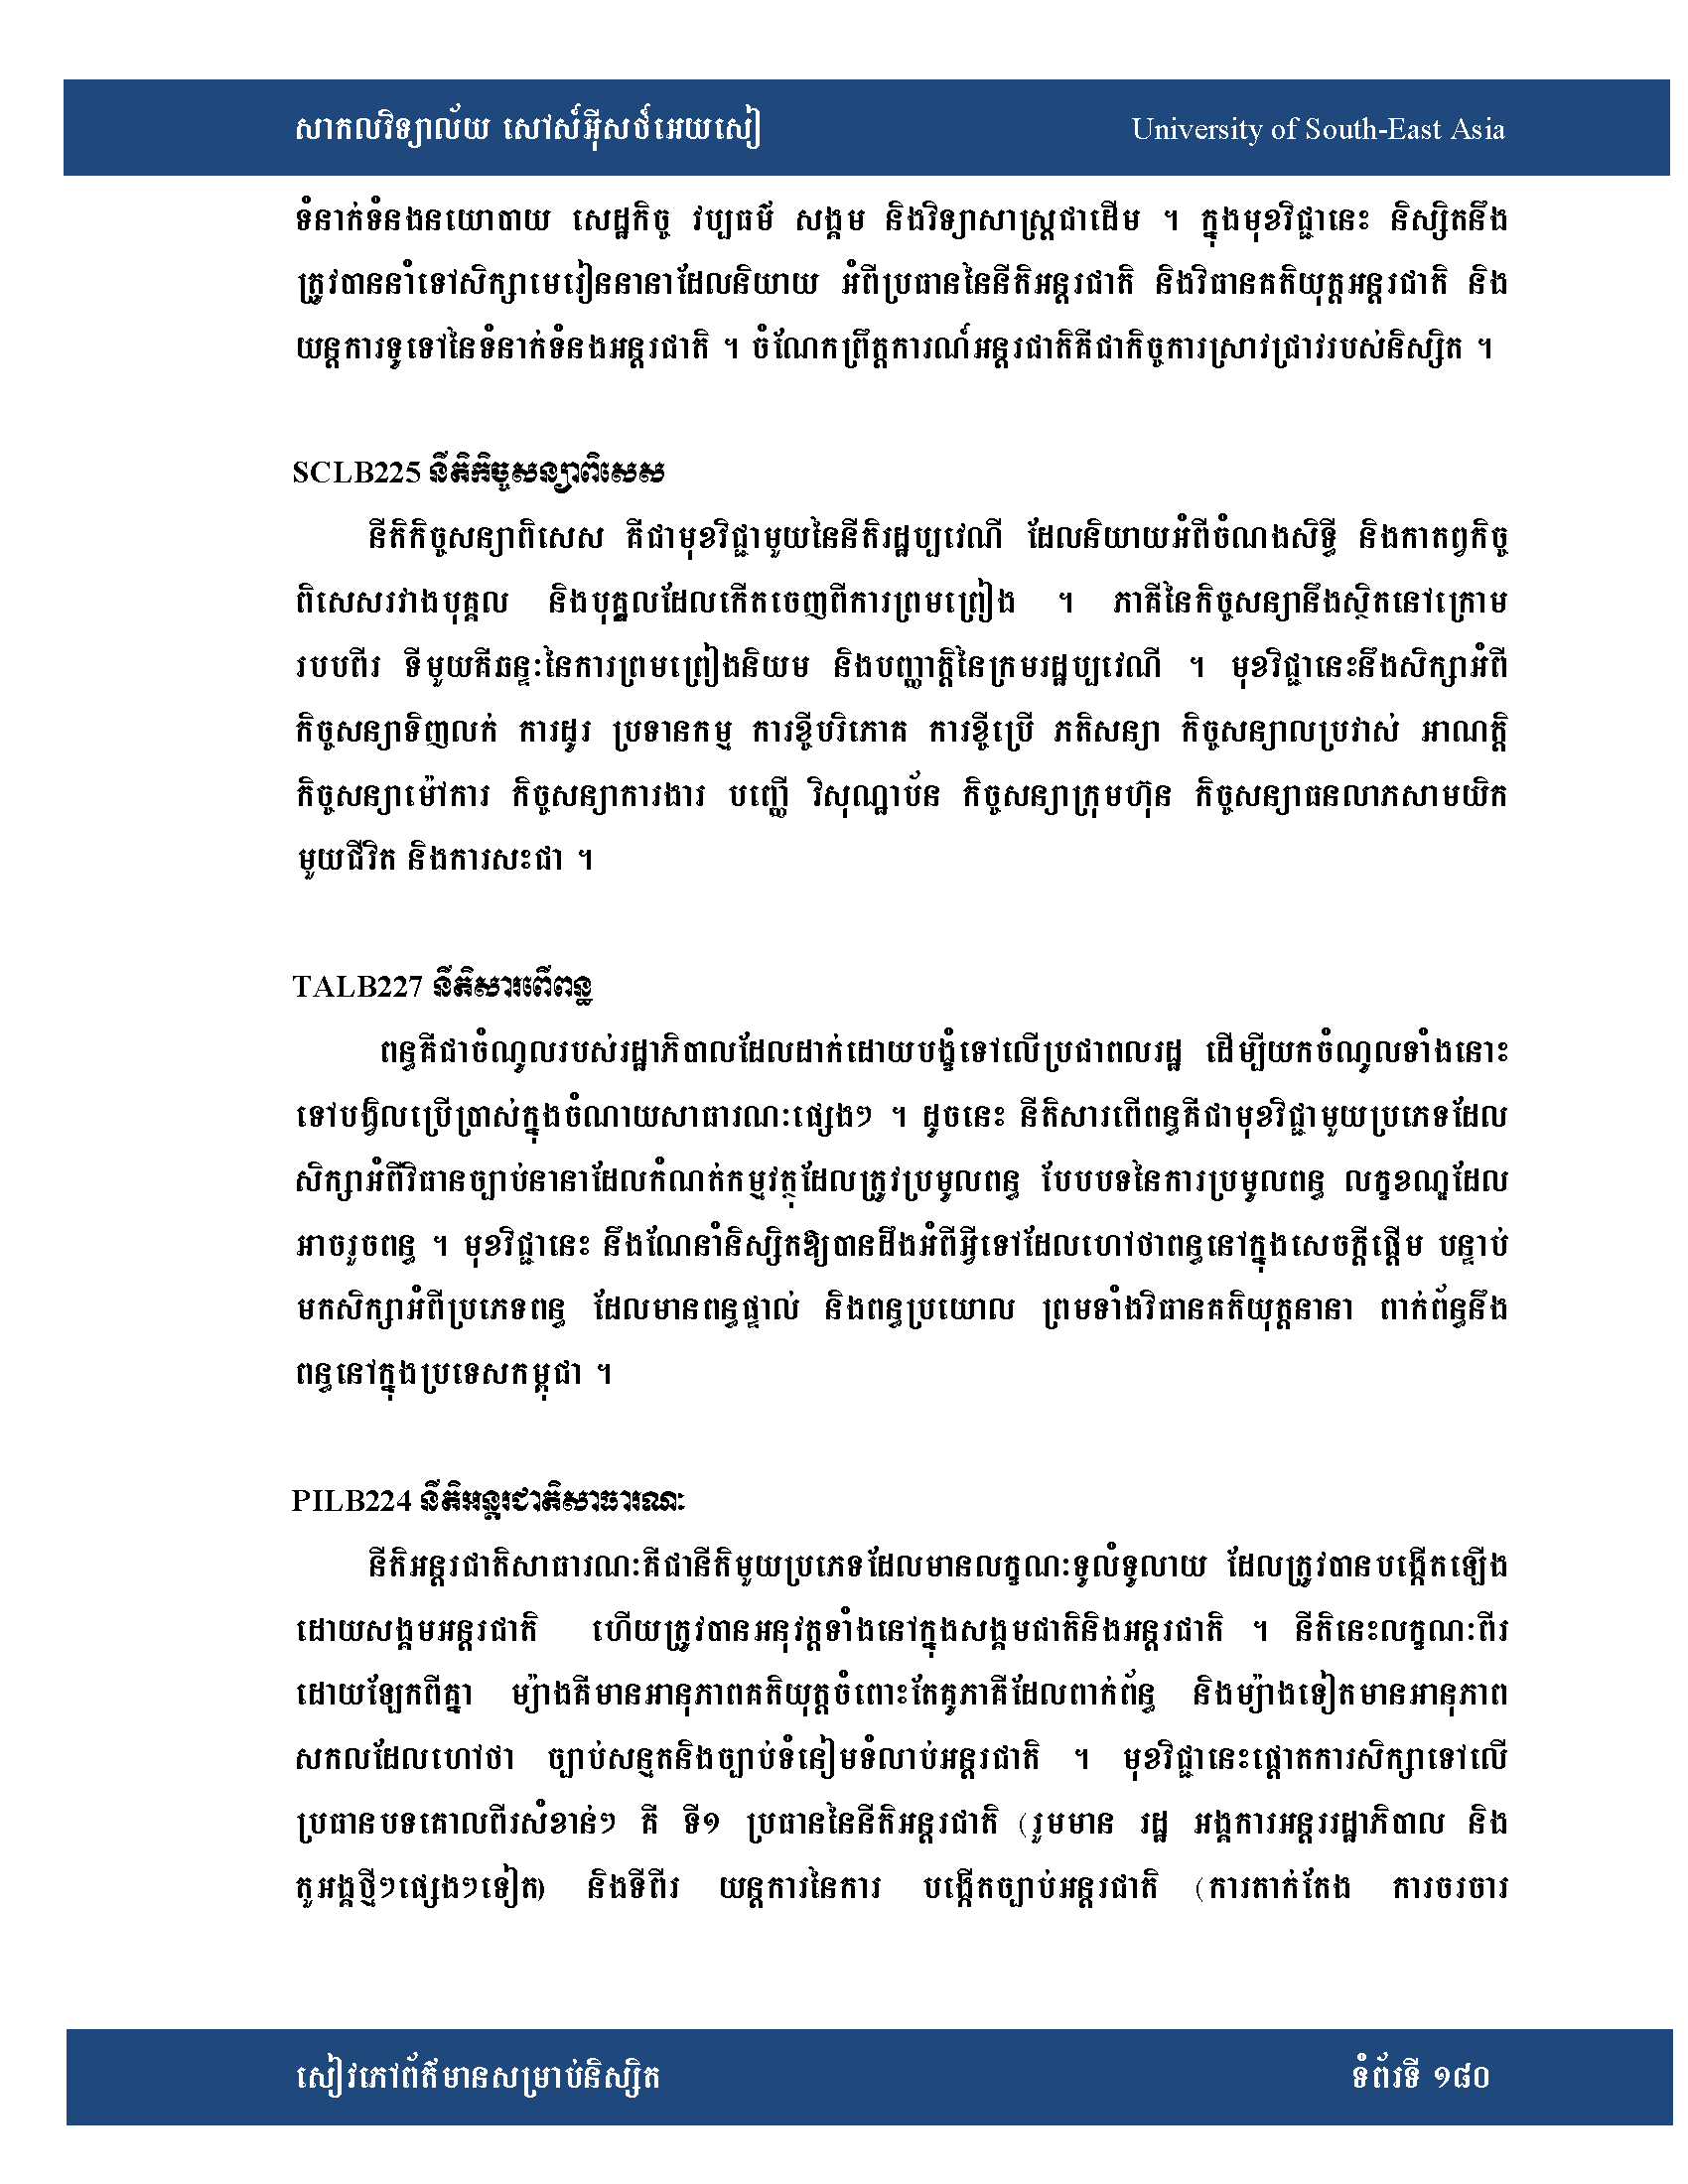 សាកលវិទ្យាល័យ សៅស៍អ៊ីសថ៍អេយសៀ University of South-East Asia
ទំនាក់ទំនងនយោបាយ សេដ្ឋកិច្ច វប្បធម៌ សង្គម និងវិទ្យាសាស្ត្រជាដើម ។ ក្នុងមុខវិជ្ជានេះ និស្សិតនឹង
ត្រូវបាននាំទៅសិក្សាមេរៀននានាដែលនិយាយ អំពីប្រធាននៃនីតិអន្តរជាតិ និងវិធានគតិយុត្តអន្តរជាតិ និង
យន្តការទូទៅនៃទំនាក់ទំនងអន្តរជាតិ ។ ចំណែកព្រឹត្តការណ៍អន្តរជាតិគឺជាកិច្ចការស្រាវជ្រាវរបស់និស្សិត ។
SCLB225 នីតិកិច្ចសន្យាពិសេស
នីតិកិច្ចសន្យាពិសេស គឺជាមុខវិជ្ជាមួយនៃនីតិរដ្ឋប្បវេណី ដែលនិយាយអំពីចំណងសិទ្ធិ និងកាតព្វកិច្ច
ពិសេសរវាងបុគ្គល និងបុគ្គលដែលកើតចេញពីការព្រមព្រៀង ។ ភាគីនៃកិច្ចសន្យានឹងស្ថិតនៅក្រោម
របបពីរ ទីមួយគឺឆន្ទៈនៃការព្រមព្រៀងនិយម និងបញ្ញាត្តិនៃក្រមរដ្ឋប្បវេណី ។ មុខវិជ្ជានេះនឹងសិក្សាអំពី
កិច្ចសន្យាទិញលក់ ការដូរ ប្រទានកម្ម ការខ្ចីបរិភោគ ការខ្ចីប្រើ ភតិសន្យា កិច្ចសន្យាលប្រវាស់ អាណត្តិ
កិច្ចសន្យាម៉ៅការ កិច្ចសន្យាការងារ បញ្ញើ វិសុណ្ឋាប័ន កិច្ចសន្យាក្រុមហ៊ុន កិច្ចសន្យាធនលាភសាមយិក
មួយជីវិត និងការសះជា ។
TALB227 នីតិសារពើពន្ធ
ពន្ធគឺជាចំណូលរបស់រដ្ឋាភិបាលដែលដាក់ដោយបង្ខំទៅលើប្រជាពលរដ្ឋ ដើម្បីយកចំណូលទាំងនោះ
ទៅបង្វិលប្រើប្រាស់ក្នុងចំណាយសាធារណៈផ្សេងៗ ។ ដូចនេះ នីតិសារពើពន្ធគឺជាមុខវិជ្ជាមួយប្រភេទដែល
សិក្សាអំពីវិធានច្បាប់នានាដែលកំណត់កម្មវត្ថុដែលត្រូវប្រមូលពន្ធ បែបបទនៃការប្រមូលពន្ធ លក្ខខណ្ឌដែល
អាចរួចពន្ធ ។ មុខវិជ្ជានេះ នឹងណែនាំនិស្សិតឱ្យបានដឹងអំពីអ្វីទៅដែលហៅថាពន្ធនៅក្នុងសេចក្តីផ្តើម បន្ទាប់
មកសិក្សាអំពីប្រភេទពន្ធ ដែលមានពន្ធផ្ទាល់ និងពន្ធប្រយោល ព្រមទាំងវិធានគតិយុត្តនានា ពាក់ព័ន្ធនឹង
ពន្ធនៅក្នុងប្រទេសកម្ពុជា ។
PILB224 នីតិអន្តរជាតិសាធារណៈ
នីតិអន្តរជាតិសាធារណៈគឺជានីតិមួយប្រភេទដែលមានលក្ខណៈទូលំទូលាយ ដែលត្រូវបានបង្កើតឡើង
ដោយសង្គមអន្តរជាតិ ហើយត្រូវបានអនុវត្តទាំងនៅក្នុងសង្គមជាតិនិងអន្តរជាតិ ។ នីតិនេះលក្ខណៈពីរ
ដោយឡែកពីគ្នា ម្យ៉ាងគឺមានអានុភាពគតិយុត្តចំពោះតែគូភាគីដែលពាក់ព័ន្ធ និងម្យ៉ាងទៀតមានអានុភាព
សកលដែលហៅថា ច្បាប់សន្មតនិងច្បាប់ទំនៀមទំលាប់អន្តរជាតិ ។ មុខវិជ្ជានេះផ្តោតការសិក្សាទៅលើ
ប្រធានបទគោលពីរសំខាន់ៗ គឺ ទី១ ប្រធាននៃនីតិអន្តរជាតិ (រួមមាន រដ្ឋ អង្គការអន្តររដ្ឋាភិបាល និង
តួអង្គថ្មីៗផ្សេងៗទៀត) និងទីពីរ យន្តការនៃការ បង្កើតច្បាប់អន្តរជាតិ (ការតាក់តែង ការចរចារ
សៀវភៅព័ត៌មានសម្រាប់និស្សិត ទំព័រទី ១៨០